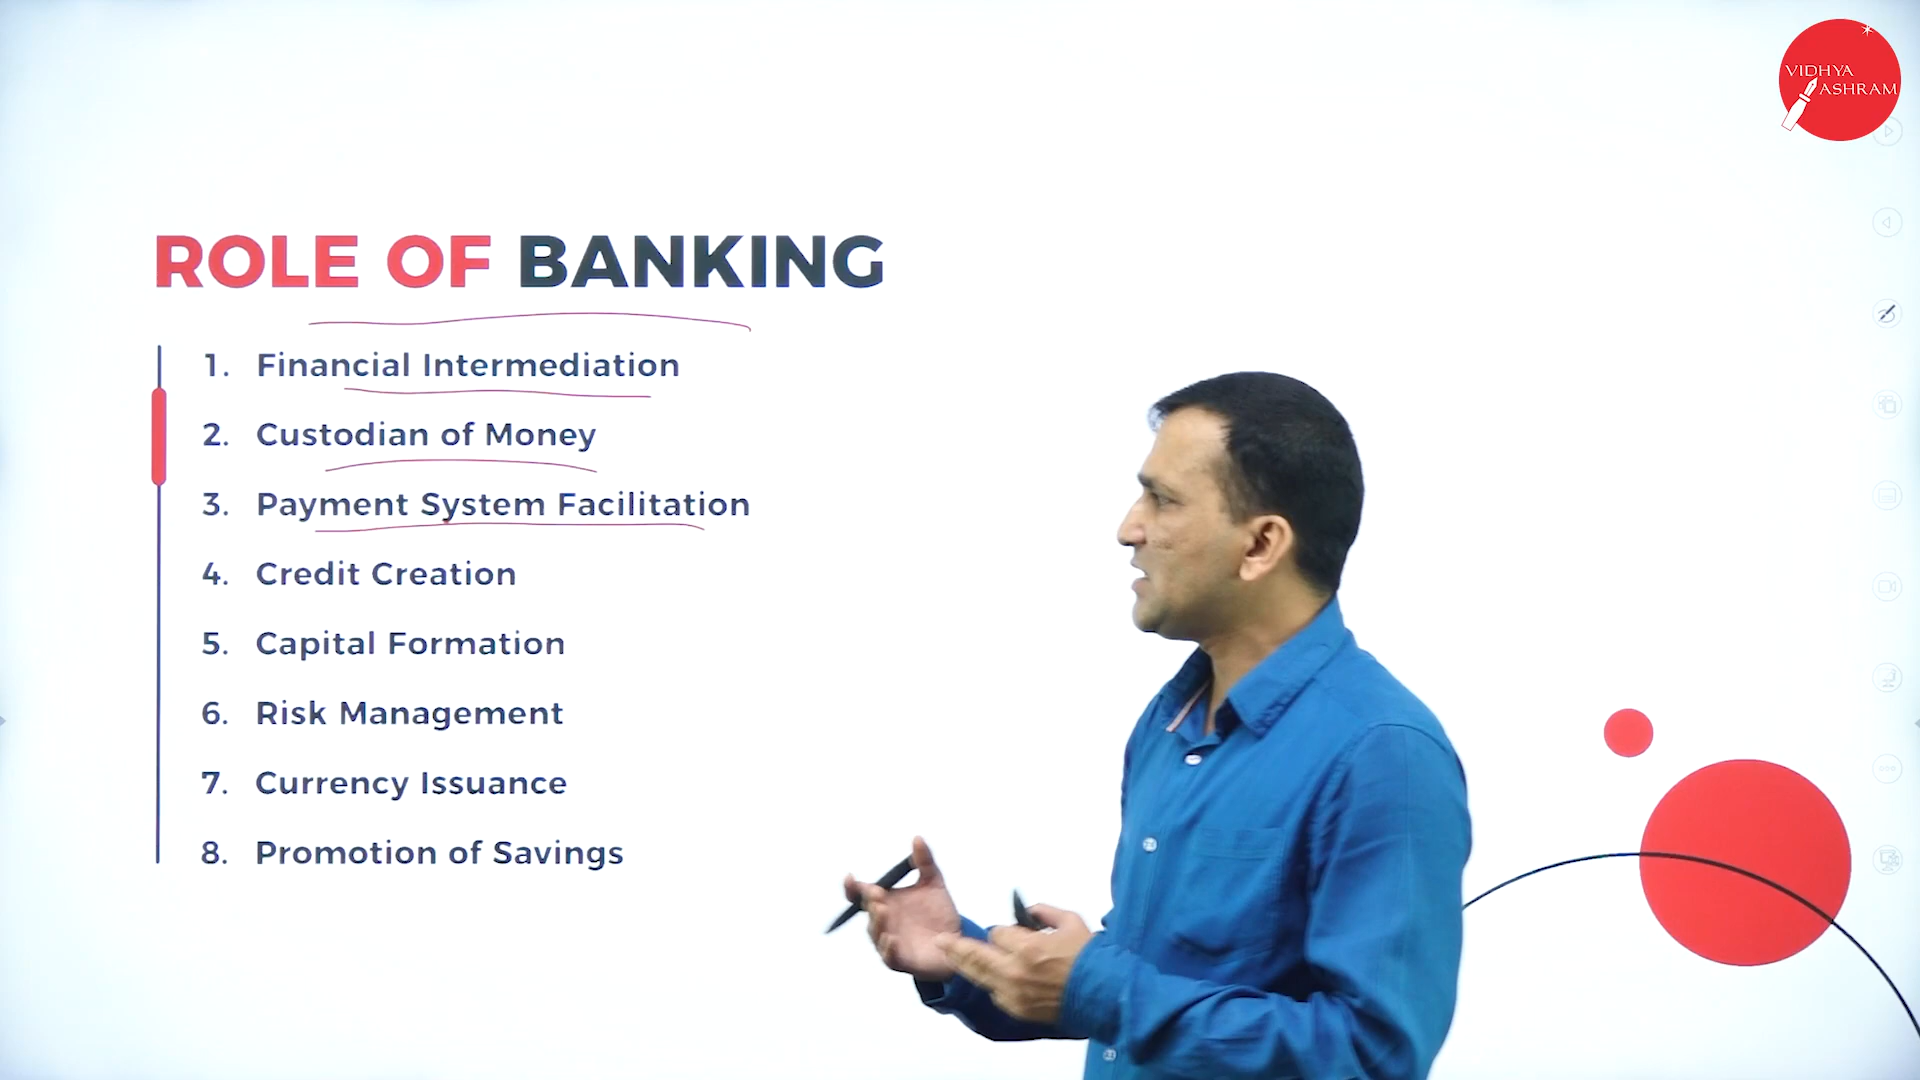 VIDHYA
ASHRAM
ROLE OF BANKING
1. Financial Intermediation
2. Custodian of Money
3. Payment System Facilitation
4. Credit Creation
5. Capital Formation
6. Risk Management
7. Currency Issuance
8. Promotion of Savings